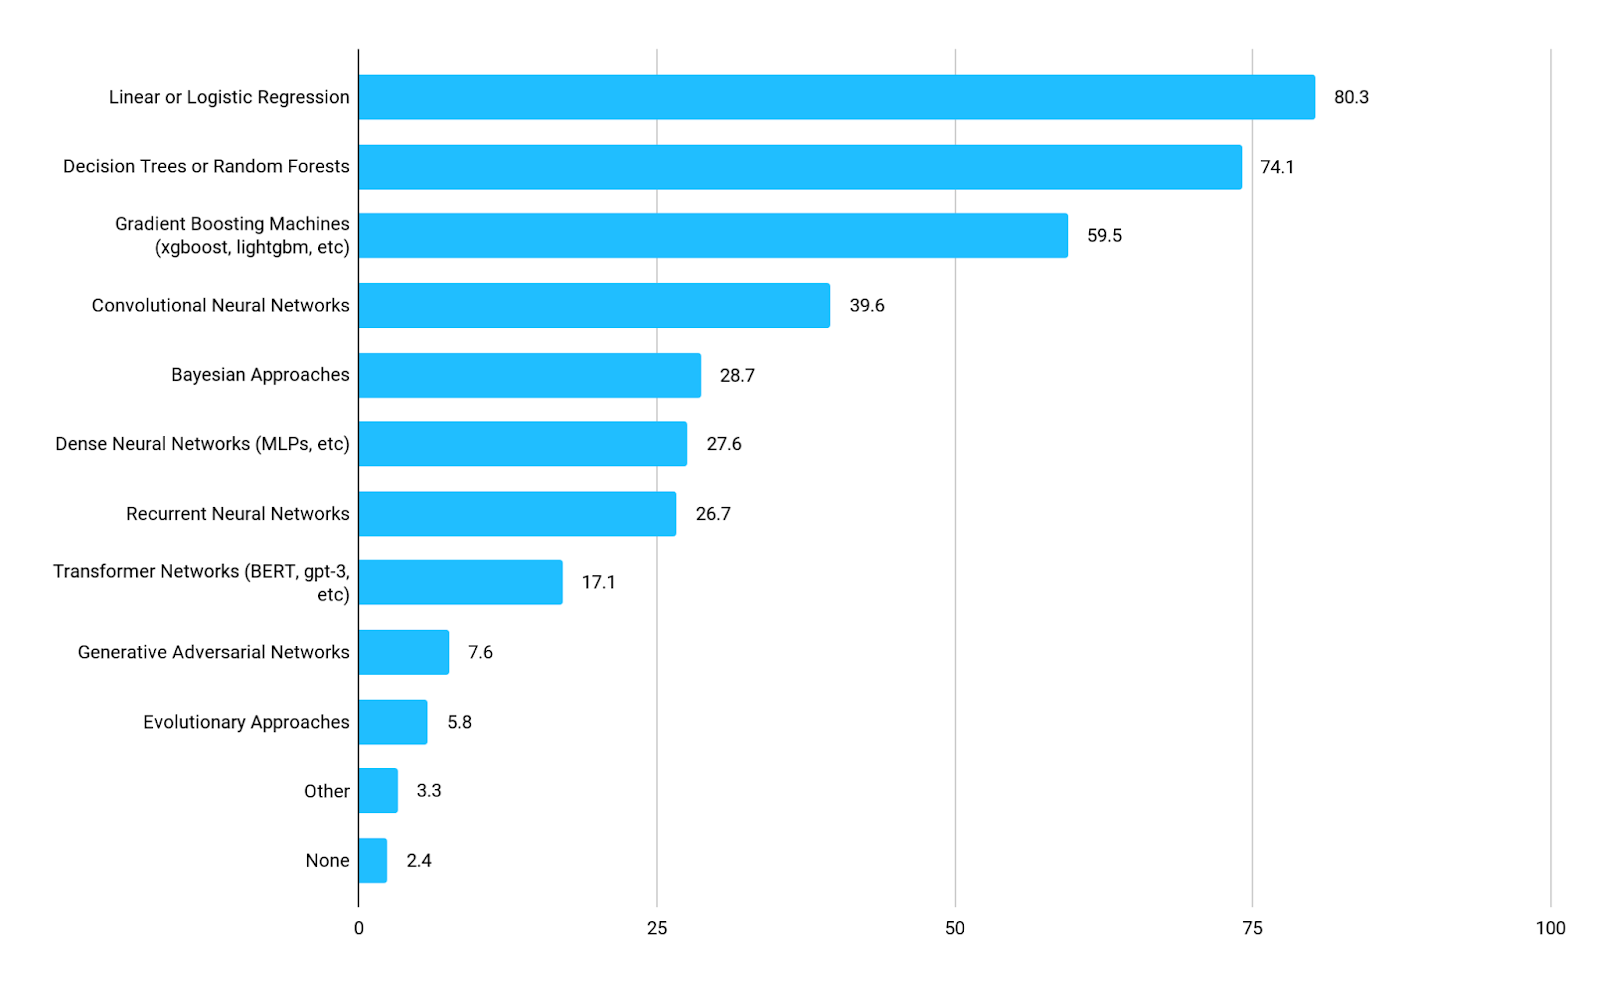 Linear or Logistic Regression
80.3
Decision Trees or Random Forests
74.1
Gradient Boosting Machines
(xgboost, lightgbm, etc)
59.5
Convolutional Neural Networks
39.6
Bayesian Approaches
28.7
Dense Neural Networks (MLPs, etc)
27.6
Recurrent Neural Networks
26.7
Transformer Networks (BERT, gpt-3,
etc)
17.1
Generative Adversarial Networks
7.6
Evolutionary Approaches
5.8
Other
3.3
None
2.4
0 25 50 75 100